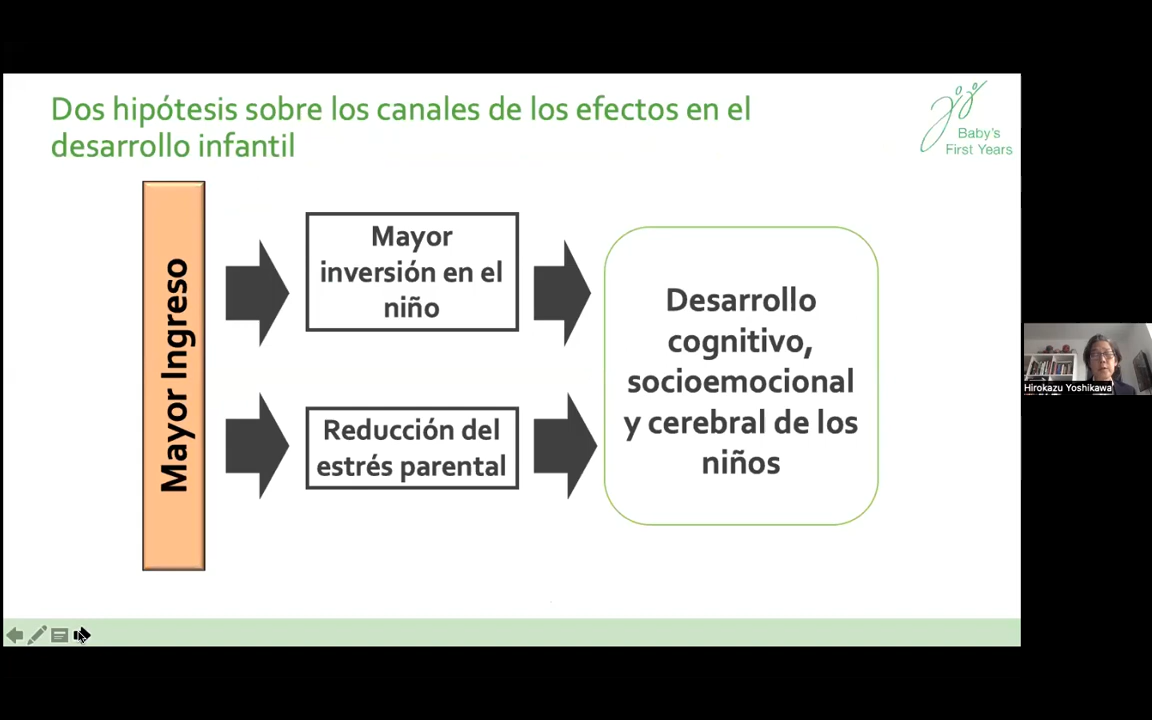 Dos hipótesis sobre los canales de los efectos en el
desarrollo infantil
Baby's
First Years
Mayor Ingreso
Mayor
inversión en el
niño
Reducción del
estrés parental
Desarrollo
cognitivo,
socioemocional
y cerebral de los
niños
Hirokazu Yoshikawa